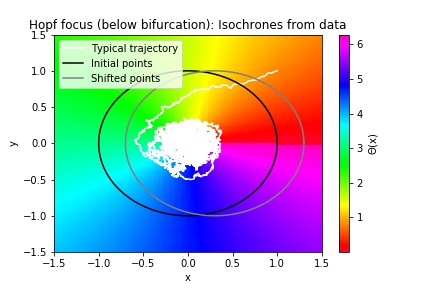 Hopf focus (below bifurcation): Isochrones from data
Typical trajectory
Initial points
Shifted points
1.5
1.0
0.5
0.0
−0.5
−1.0
−1.5
y
−1.5 −1.0 −0.5 0.0 0.5 1.0 1.5
x
6
5
4
3
2
1
Θ(x)